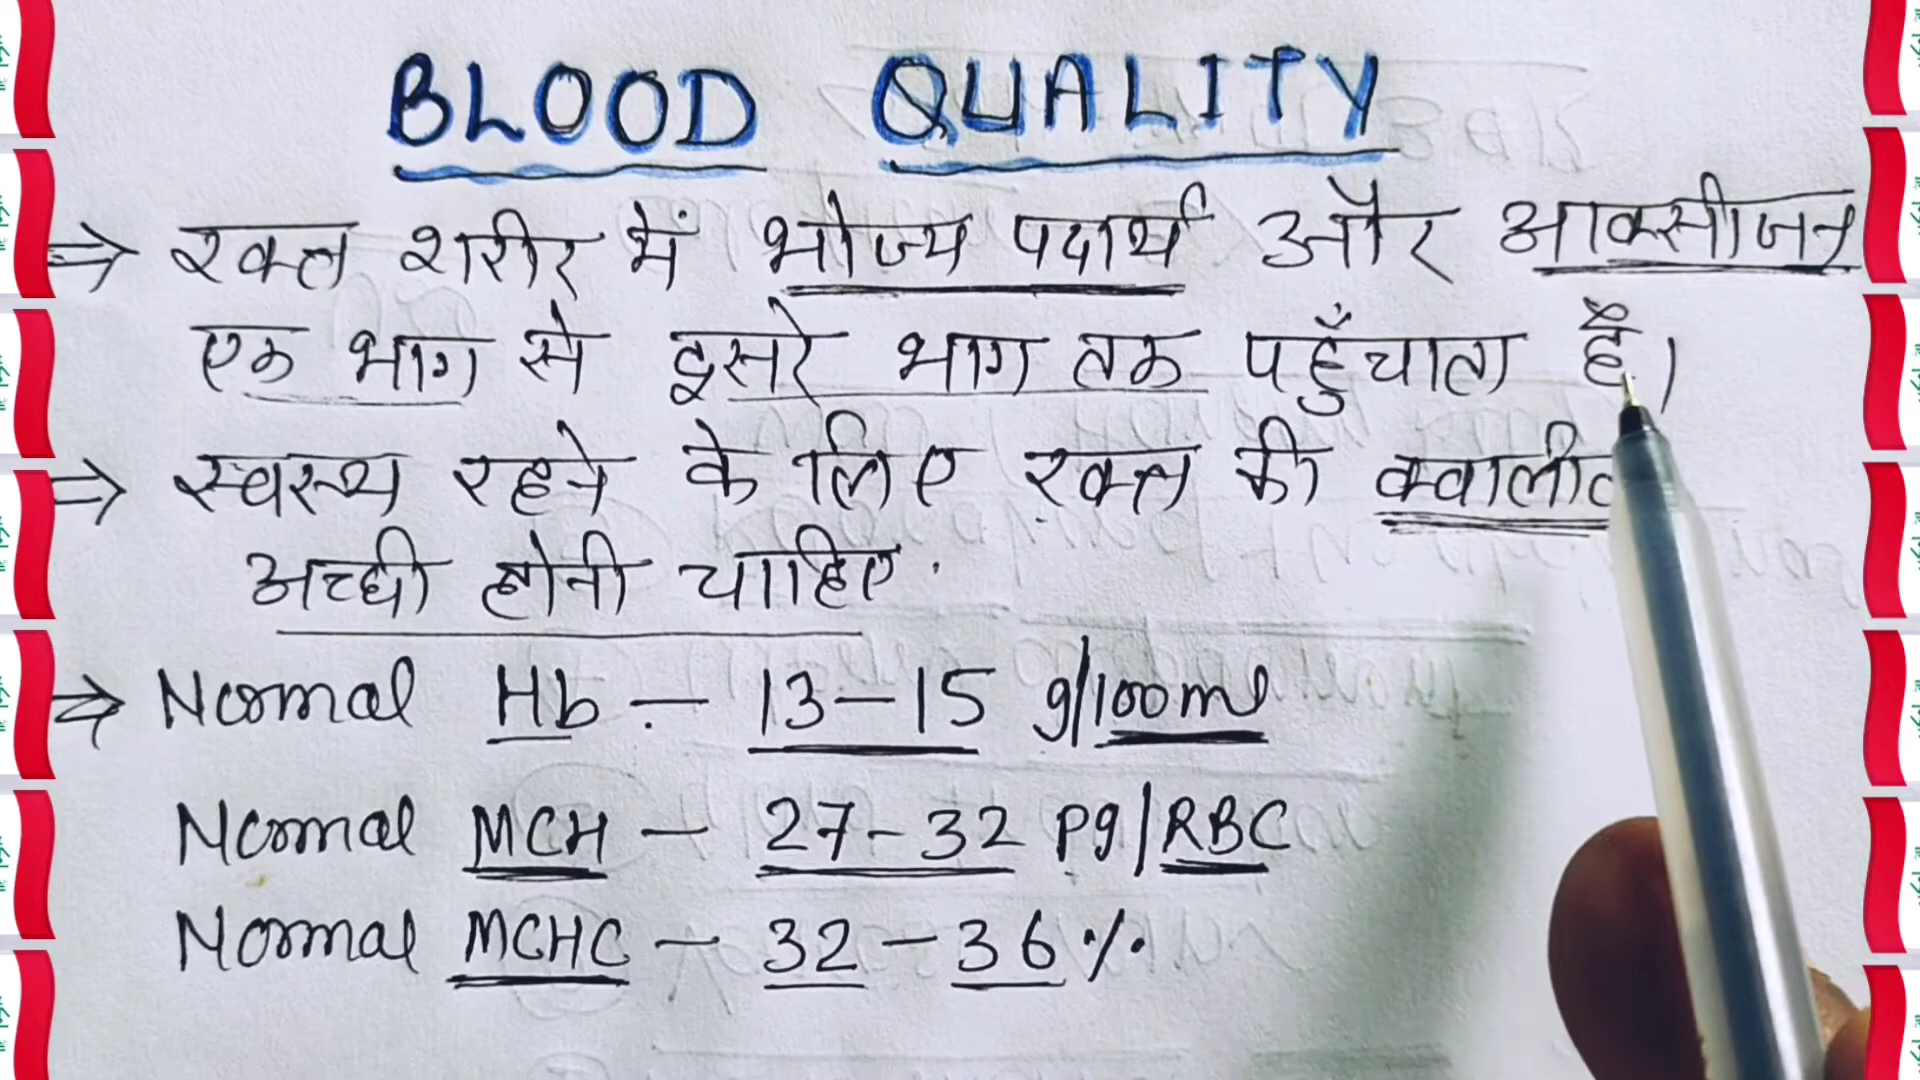 BLOOD QUALITY
⇒ रक्त शरीर में भोज्य पदार्थ और आक्सीजन
एक भाग से दूसरे भाग तक पहुँचाता है।
⇒ स्वस्थ रहने के लिए रक्त की
अच्छी होनी चाहिए.
⇒ Normal Hb - 13-15 g/100ml
Normal MCH - 27-32 pg/RBC
Normal MCHC - 32-36 %